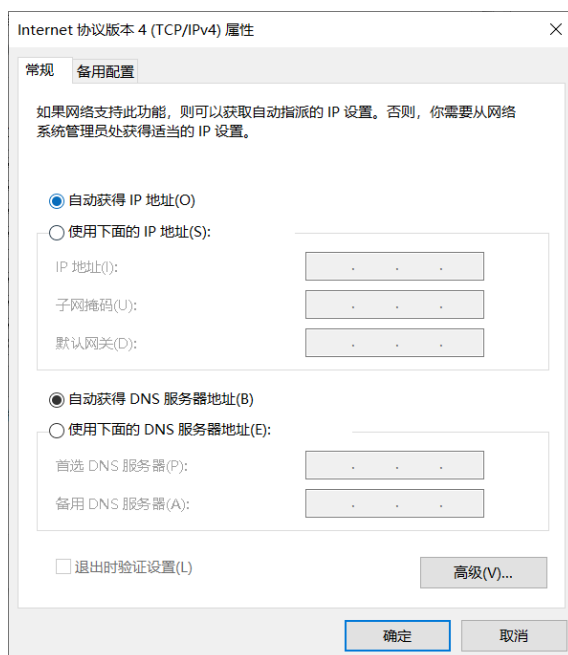 Internet 协议版本 4 (TCP/IPv4) 属性
常规 备用配置
如果网络支持此功能，则可以获取自动指派的 IP 设置。否则，你需要从网络
系统管理员处获得适当的 IP 设置。
自动获得 IP 地址(O)
使用下面的 IP 地址(S):
IP 地址(I):
子网掩码(U):
默认网关(D):
自动获得 DNS 服务器地址(B)
使用下面的 DNS 服务器地址(E):
首选 DNS 服务器(P):
备用 DNS 服务器(A):
退出时验证设置(L)
高级(V)...
确定 取消